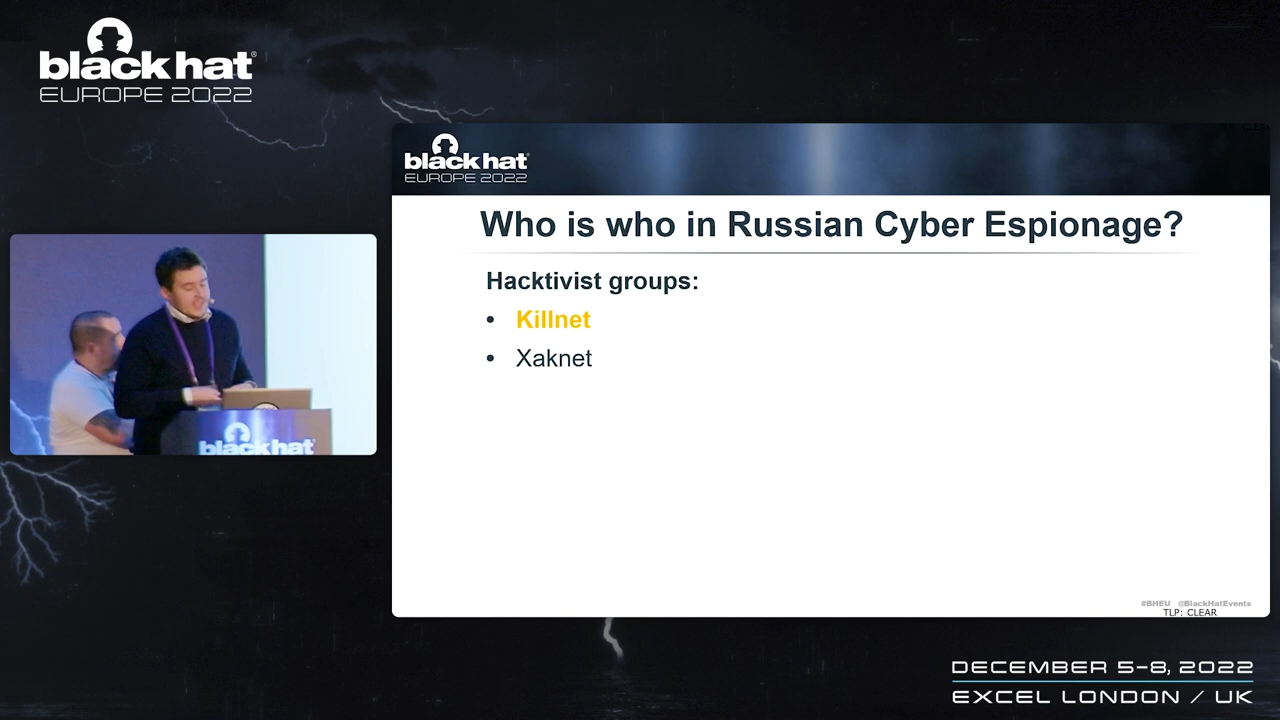 black hat®
EUROPE 2022
black hat®
EUROPE 2022
Who is who in Russian Cyber Espionage?
Hacktivist groups:
• Killnet
• Xaknet
black hat
#BHEU @BlackHatEvents
TLP: CLEAR
DECEMBER 5-8, 2022
EXCEL LONDON / UK